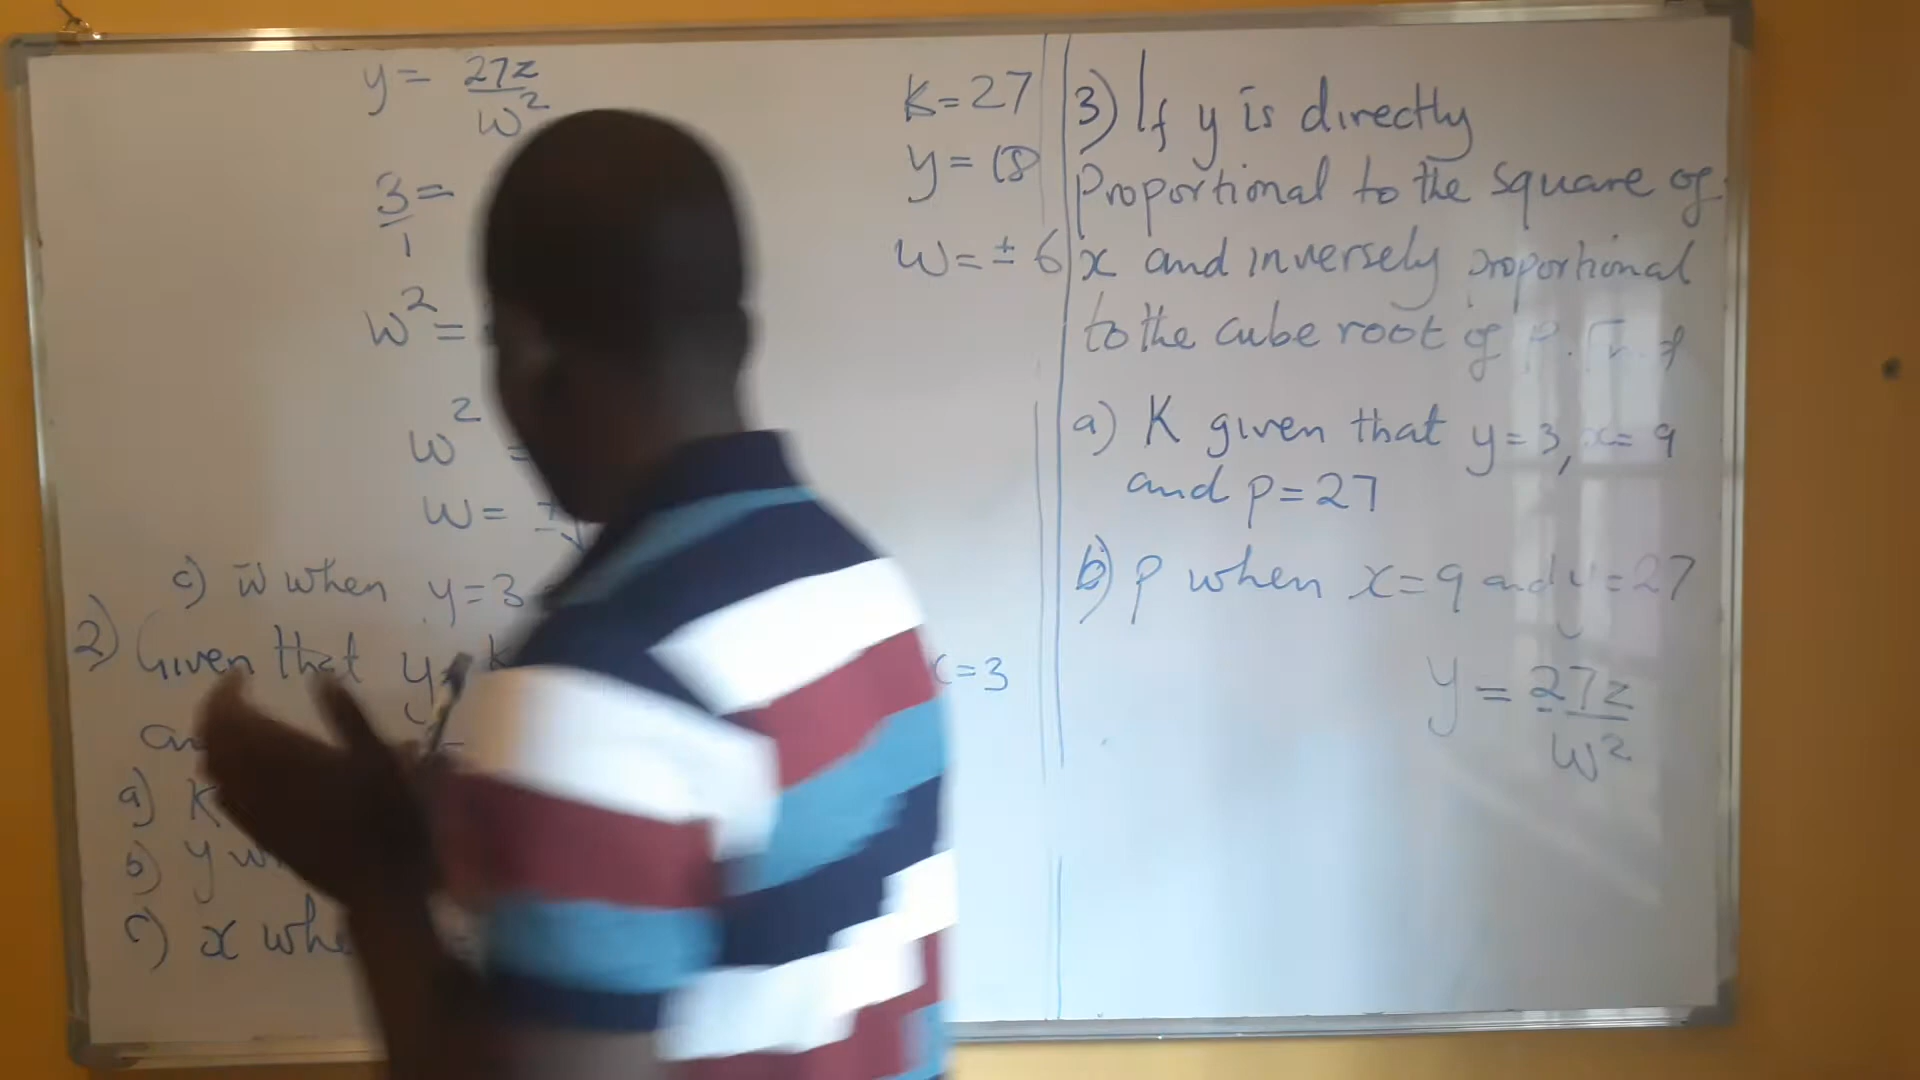 y = 27z
w²
3 =
1
w² =
w²
w = ±√
c) w when y = 3
2) Given that y = k
a) K
b) y
c) x
K = 27
y = 18
w = ± 6
= 3
3) If y is directly
proportional to the square of
x and inversely proportional
to the cube root of P.
a) K given that y = 3, x = 9
and p = 27
b) p when x = 9 and y = 27
y = 27z
w²